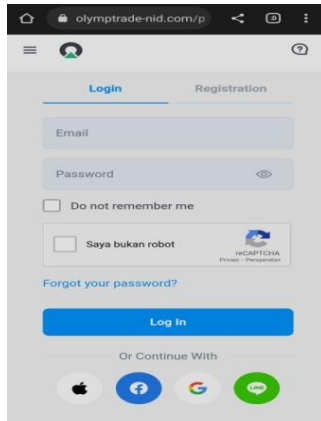 olymptrade-nid.com/p
Login Registration
Email
Password
Do not remember me
Saya bukan robot
reCAPTCHA
Privasi - Persyaratan
Forgot your password?
Log In
Or Continue With
LINE